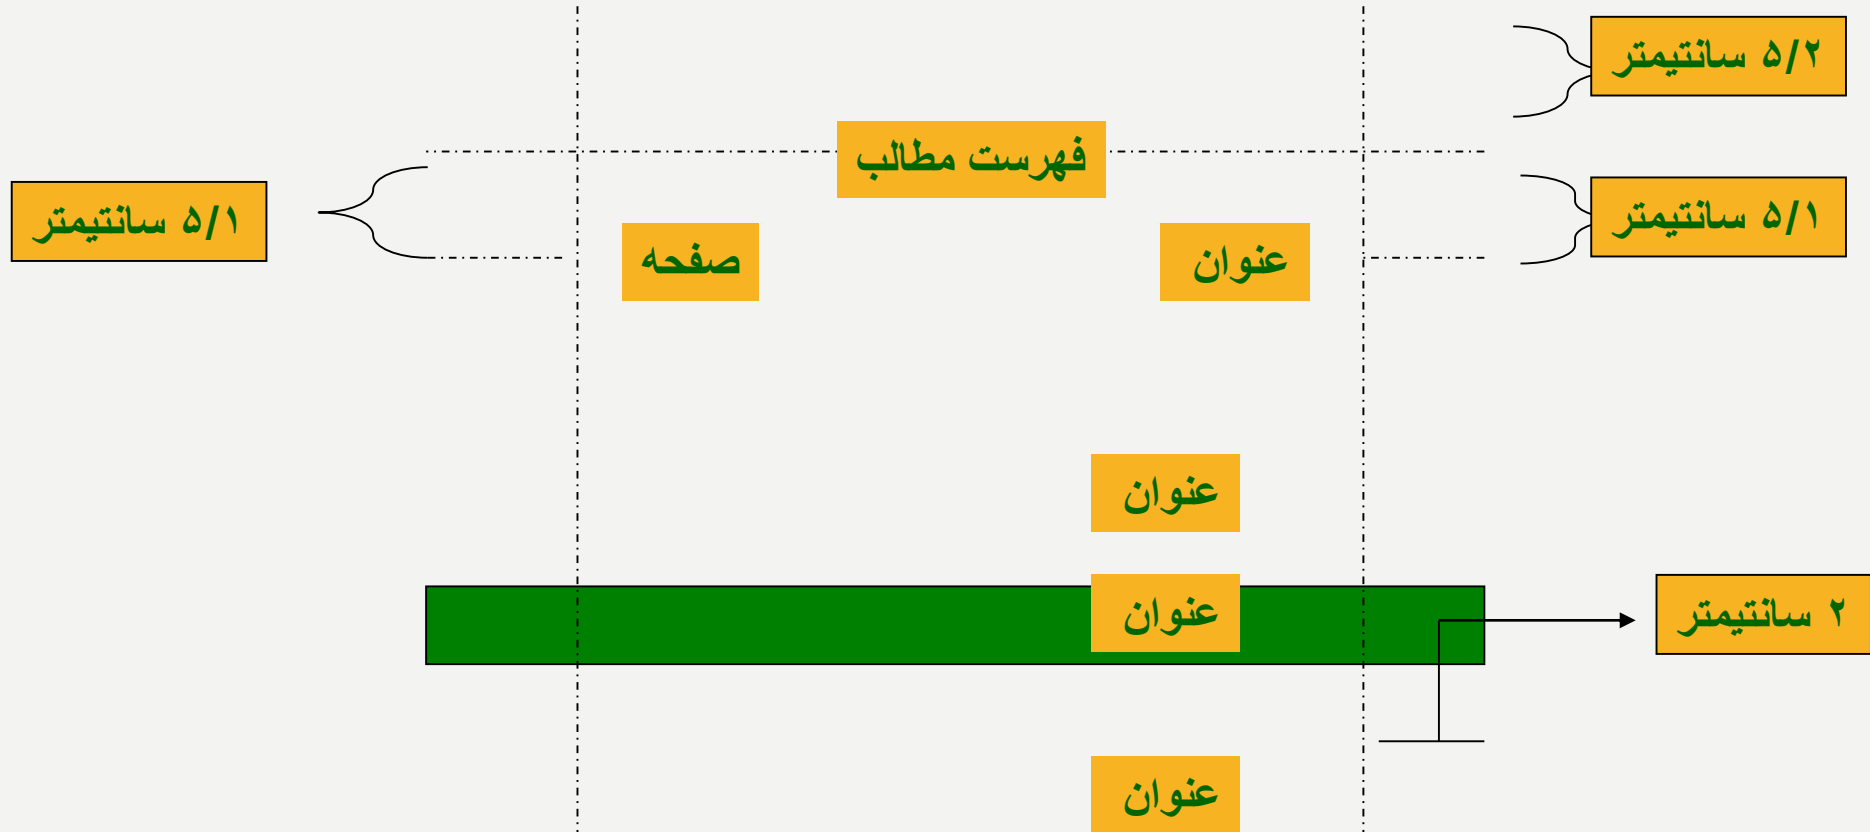 ۵/۲ سانتیمتر
فهرست مطالب
۵/۱ سانتیمتر
۵/۱ سانتیمتر
عنوان
صفحه
عنوان
عنوان
۲ سانتیمتر
عنوان